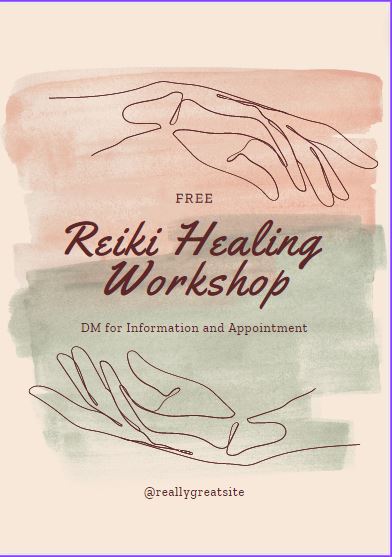 FREE
Reiki Healing
Workshop
DM for Information and Appointment
@reallygreatsite